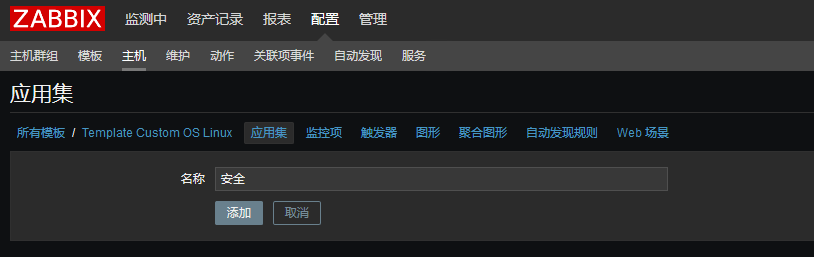 ZABBIX 监测中 资产记录 报表 配置 管理
主机群组 模板 主机 维护 动作 关联项事件 自动发现 服务
应用集
所有模板 / Template Custom OS Linux 应用集 监控项 触发器 图形 聚合图形 自动发现规则 Web 场景
名称 安全
添加 取消